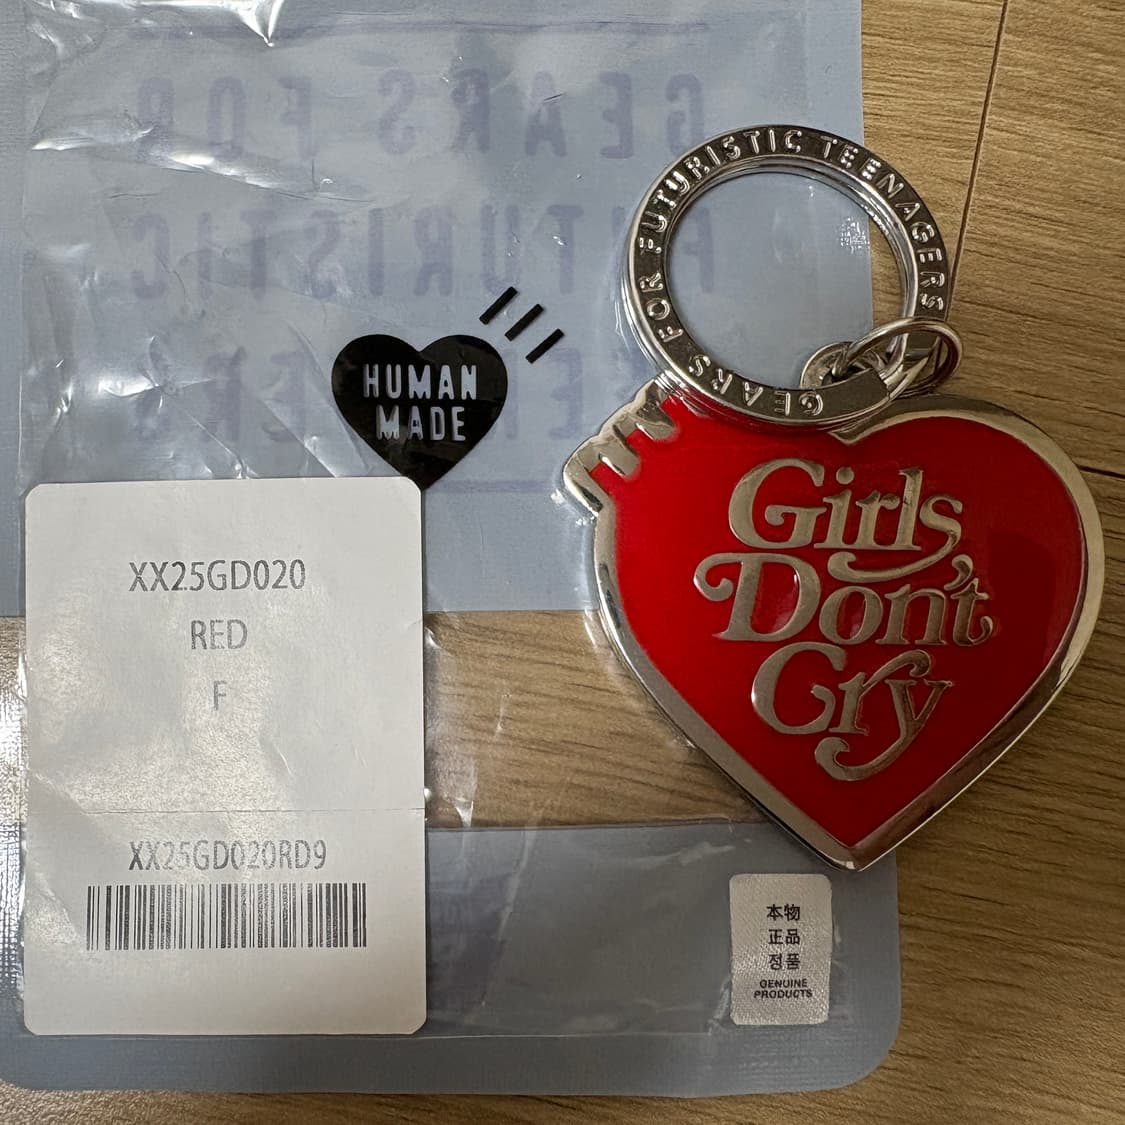 GEARS FOR
FUTURISTIC
HUMAN
MADE
GEARS FOR FUTURISTIC TEENAGERS
Girls
Don't
Cry
XX25GD020
RED
F
XX25GD020RD9
本物
正品
정품
GENUINE
PRODUCTS